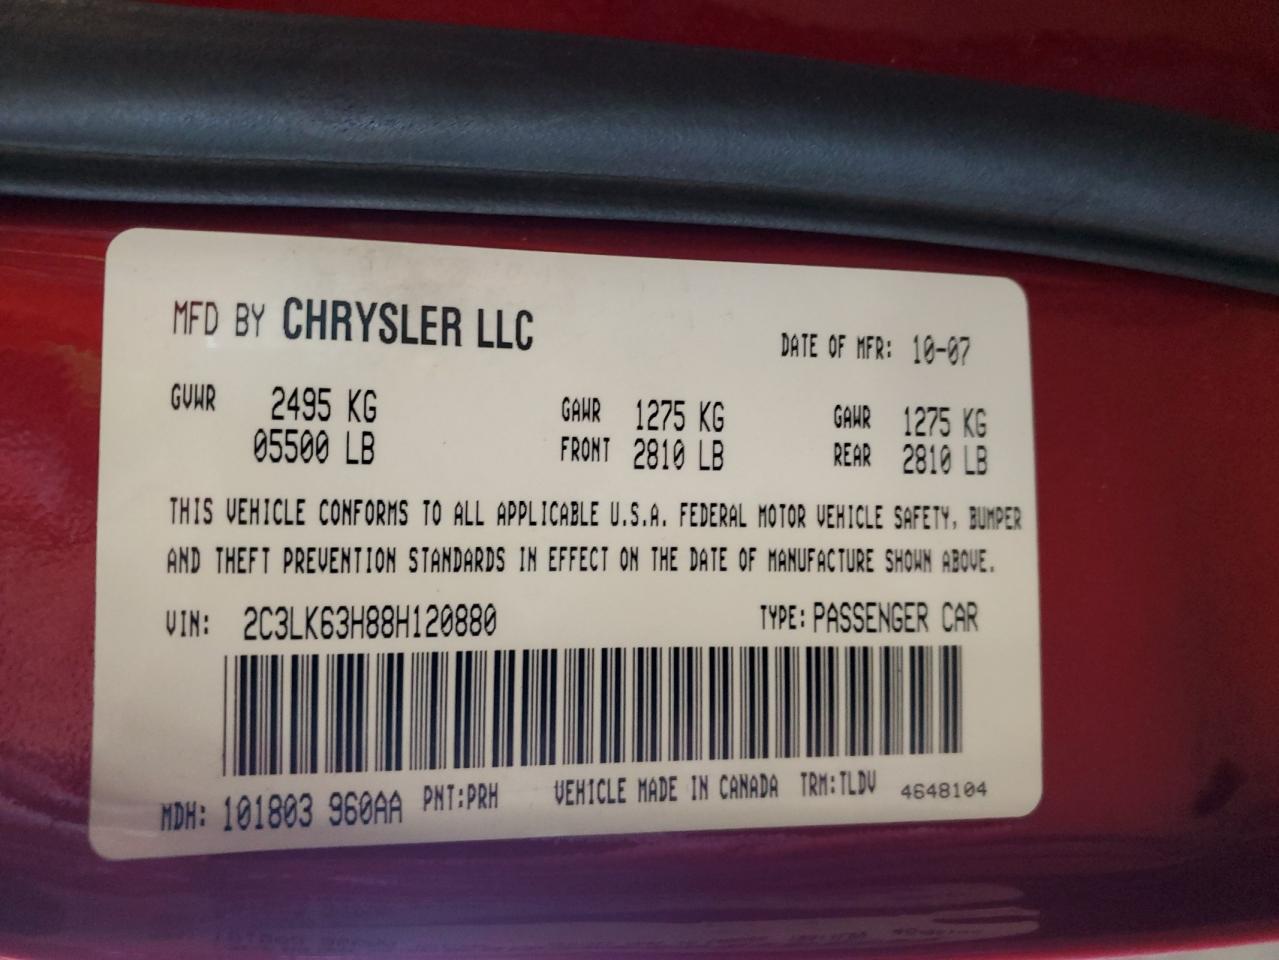 MFD BY CHRYSLER LLC DATE OF MFR: 10-07
GVWR 2495 KG GAWR 1275 KG GAWR 1275 KG
05500 LB FRONT 2810 LB REAR 2810 LB
THIS VEHICLE CONFORMS TO ALL APPLICABLE U.S.A. FEDERAL MOTOR VEHICLE SAFETY, BUMPER
AND THEFT PREVENTION STANDARDS IN EFFECT ON THE DATE OF MANUFACTURE SHOWN ABOVE.
VIN: 2C3LK63H88H120880 TYPE: PASSENGER CAR
MDH: 101803 960AA PNT:PRH VEHICLE MADE IN CANADA TRM:TLDV 4648104